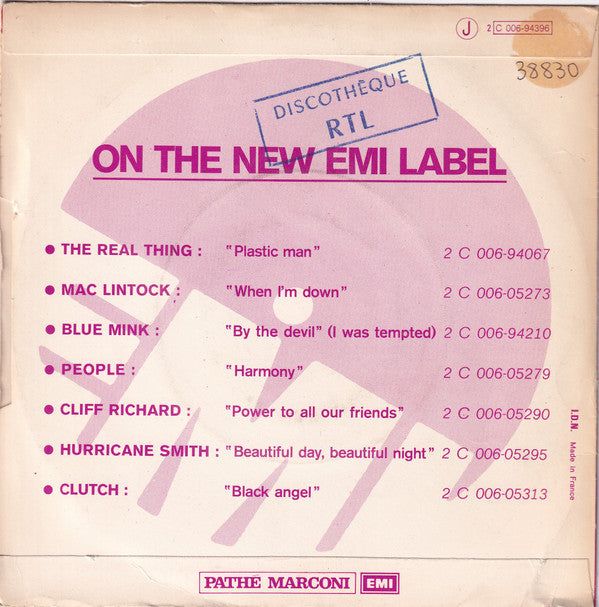 J 2 C 006-94396
38830
DISCOTHÈQUE
RTL
ON THE NEW EMI LABEL
● THE REAL THING : "Plastic man" 2 C 006-94067
● MAC LINTOCK : "When I'm down" 2 C 006-05273
● BLUE MINK : "By the devil" (I was tempted) 2 C 006-94210
● PEOPLE : "Harmony" 2 C 006-05279
● CLIFF RICHARD : "Power to all our friends" 2 C 006-05290
● HURRICANE SMITH : "Beautiful day, beautiful night" 2 C 006-05295
● CLUTCH : "Black angel" 2 C 006-05313
I.D.N. Made in France
PATHE MARCONI EMI